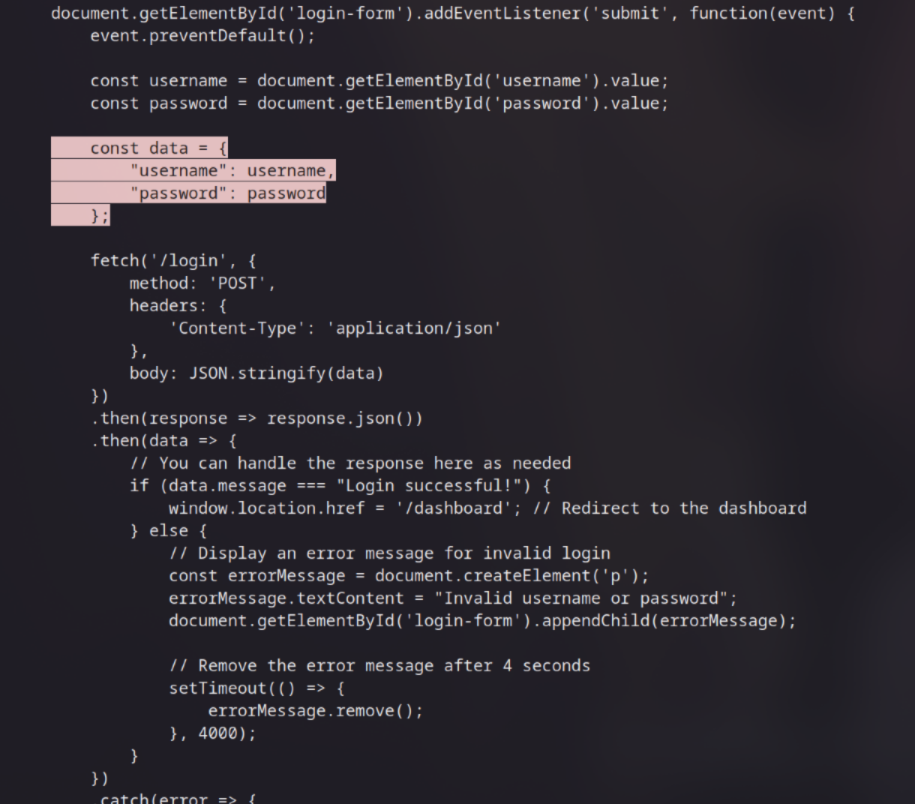 document.getElementById('login-form').addEventListener('submit', function(event) {
    event.preventDefault();

    const username = document.getElementById('username').value;
    const password = document.getElementById('password').value;

    const data = {
        "username": username,
        "password": password
    };

    fetch('/login', {
        method: 'POST',
        headers: {
            'Content-Type': 'application/json'
        },
        body: JSON.stringify(data)
    })
    .then(response => response.json())
    .then(data => {
        // You can handle the response here as needed
        if (data.message === "Login successful!") {
            window.location.href = '/dashboard'; // Redirect to the dashboard
        } else {
            // Display an error message for invalid login
            const errorMessage = document.createElement('p');
            errorMessage.textContent = "Invalid username or password";
            document.getElementById('login-form').appendChild(errorMessage);

            // Remove the error message after 4 seconds
            setTimeout(() => {
                errorMessage.remove();
            }, 4000);
        }
    })
    .catch(error => {